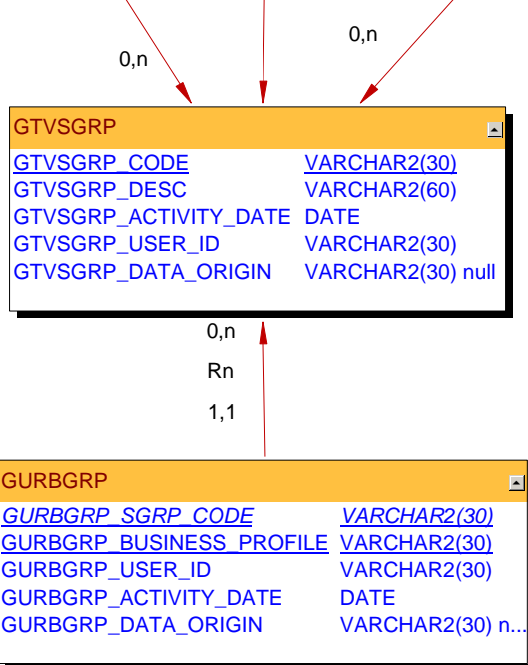 0,n
0,n
GTVSGRP
GTVSGRP_CODE VARCHAR2(30)
GTVSGRP_DESC VARCHAR2(60)
GTVSGRP_ACTIVITY_DATE DATE
GTVSGRP_USER_ID VARCHAR2(30)
GTVSGRP_DATA_ORIGIN VARCHAR2(30) null
0,n
Rn
1,1
GURBGRP
GURBGRP_SGRP_CODE VARCHAR2(30)
GURBGRP_BUSINESS_PROFILE VARCHAR2(30)
GURBGRP_USER_ID VARCHAR2(30)
GURBGRP_ACTIVITY_DATE DATE
GURBGRP_DATA_ORIGIN VARCHAR2(30) n...